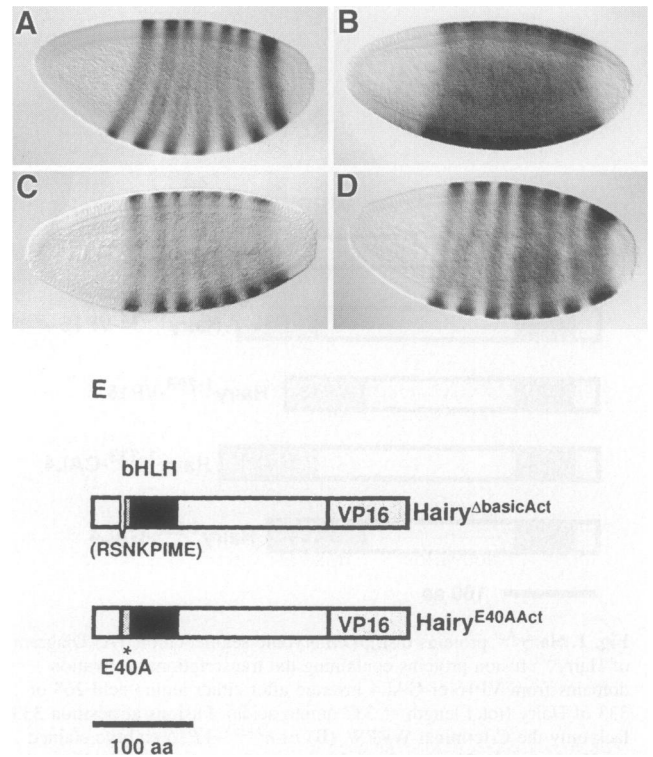 A
B
C
D
E
bHLH
VP16 Hairy^ΔbasicAct
(RSNKPIME)
VP16 Hairy^E40AAct
*
E40A
100 aa